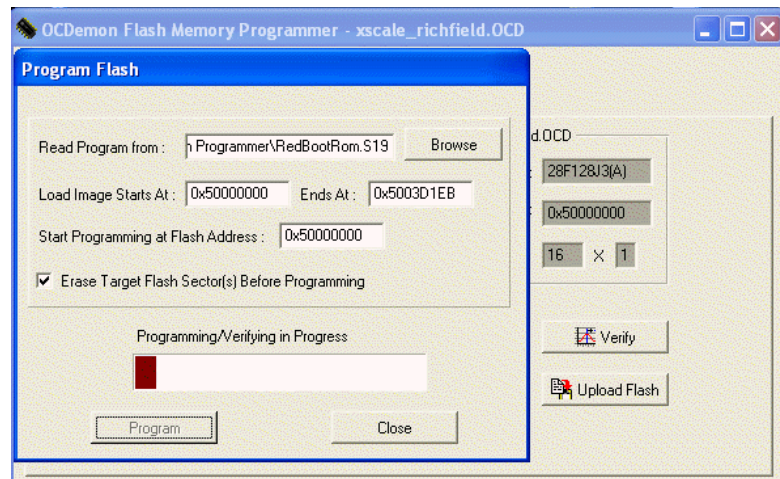 OCDemon Flash Memory Programmer - xscale_richfield.OCD
Program Flash
Read Program from : h Programmer\RedBootRom.S19 Browse
Load Image Starts At : 0x50000000 Ends At : 0x5003D1EB
Start Programming at Flash Address : 0x50000000
Erase Target Flash Sector(s) Before Programming
Programming/Verifying in Progress
Program Close
d.OCD
28F128J3(A)
0x50000000
16 X 1
Verify
Upload Flash